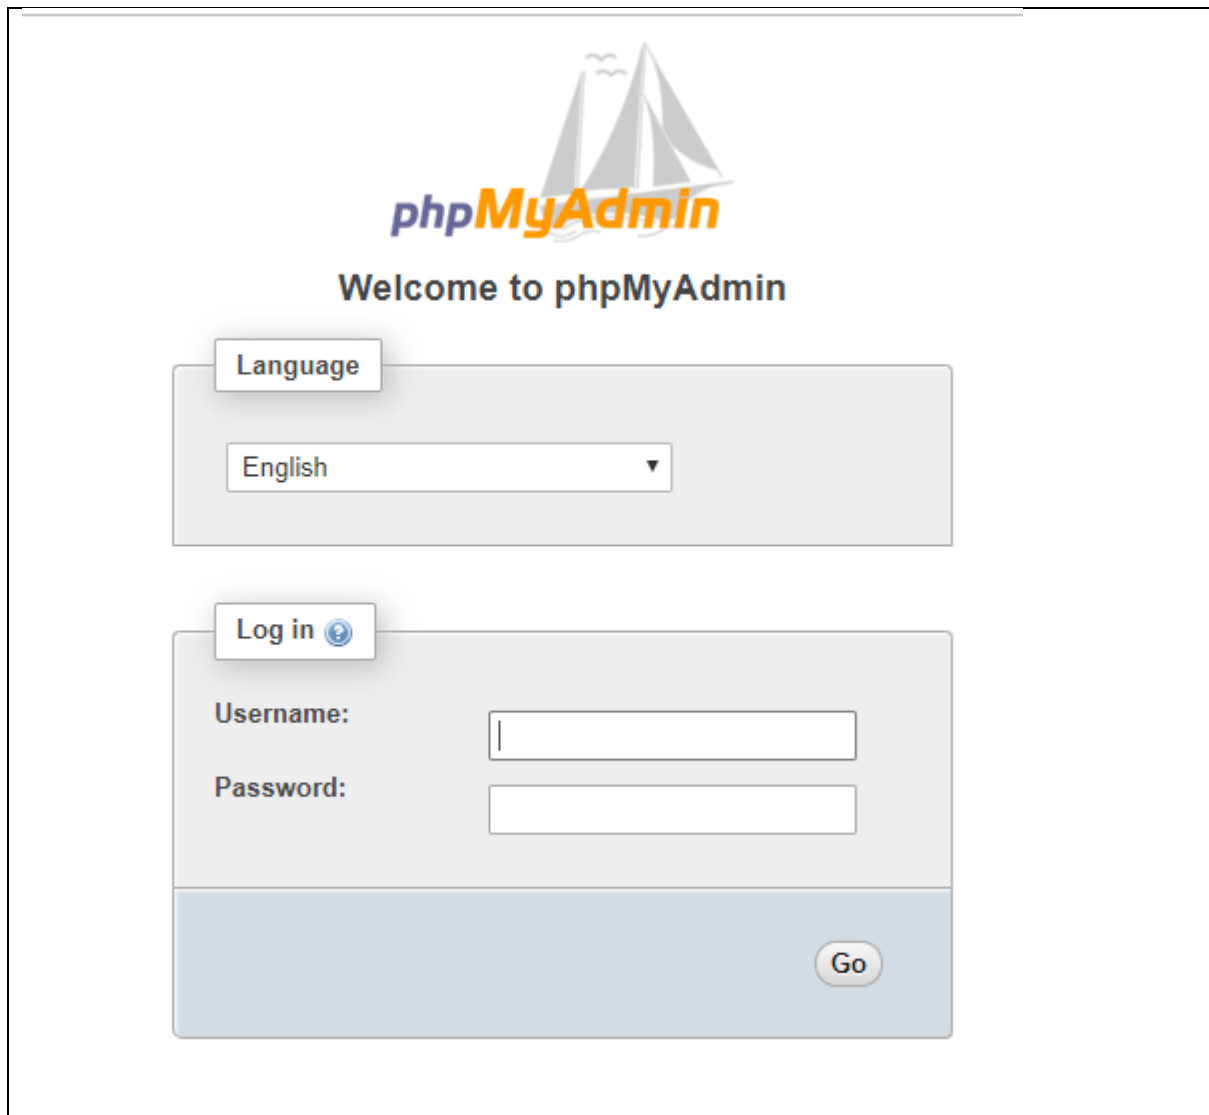 phpMyAdmin
Welcome to phpMyAdmin
Language
English
Log in
Username:
Password:
Go